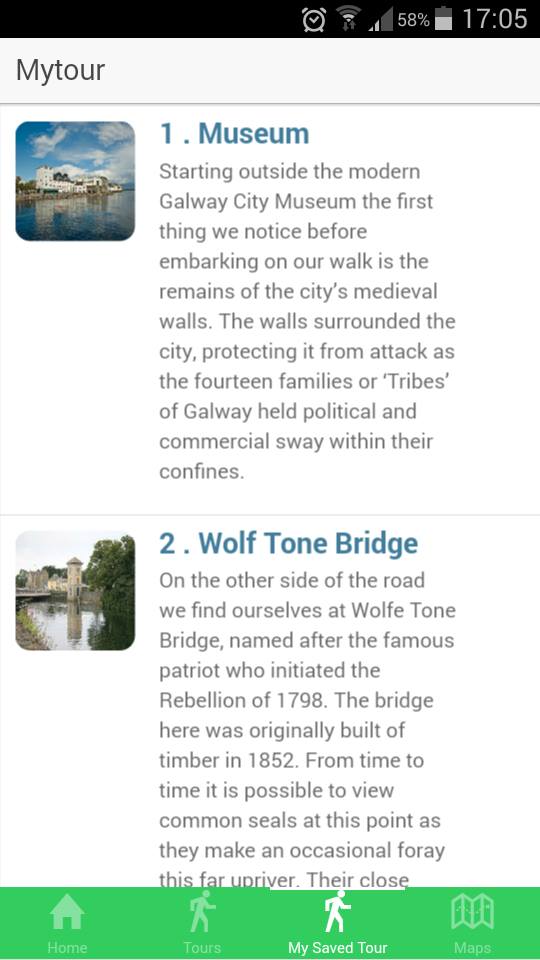 58% 17:05
Mytour
1 . Museum
Starting outside the modern
Galway City Museum the first
thing we notice before
embarking on our walk is the
remains of the city’s medieval
walls. The walls surrounded the
city, protecting it from attack as
the fourteen families or ‘Tribes’
of Galway held political and
commercial sway within their
confines.
2 . Wolf Tone Bridge
On the other side of the road
we find ourselves at Wolfe Tone
Bridge, named after the famous
patriot who initiated the
Rebellion of 1798. The bridge
here was originally built of
timber in 1852. From time to
time it is possible to view
common seals at this point as
they make an occasional foray
this far upriver. Their close
Home Tours My Saved Tour Maps